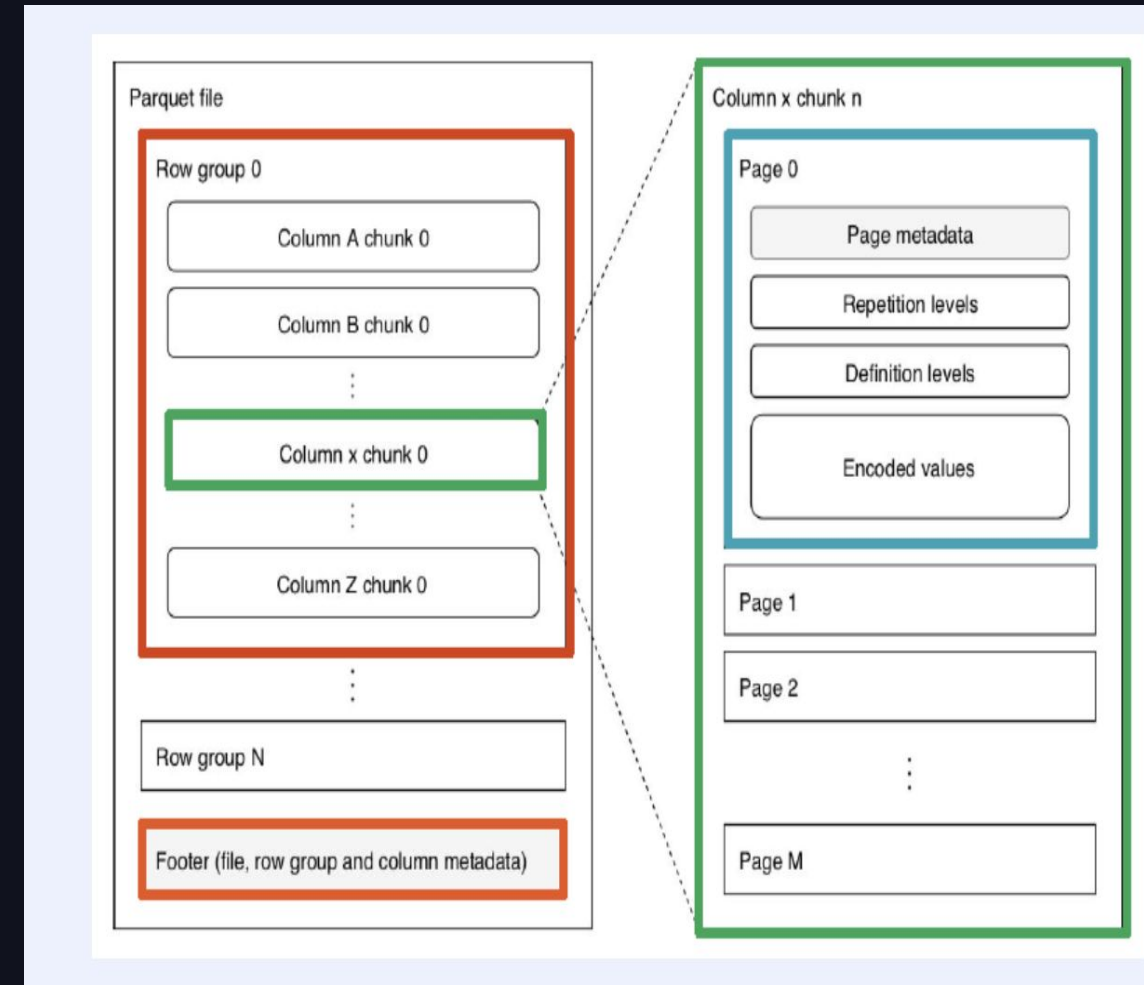 Parquet file
Row group 0
Column A chunk 0
Column B chunk 0
Column x chunk 0
Column Z chunk 0
Row group N
Footer (file, row group and column metadata)
Column x chunk n
Page 0
Page metadata
Repetition levels
Definition levels
Encoded values
Page 1
Page 2
Page M